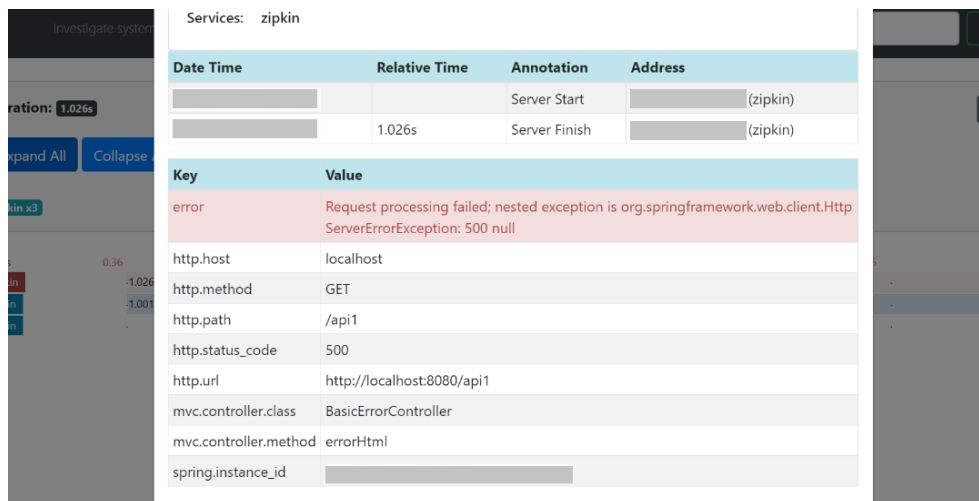 Investigate system
Services: zipkin
Date Time Relative Time Annotation Address
Server Start (zipkin)
1.026s Server Finish (zipkin)
ration: 1.026s
xpand All Collapse
kin x3
Key Value
error Request processing failed; nested exception is org.springframework.web.client.Http
ServerErrorException: 500 null
http.host localhost
http.method GET
http.path /api1
http.status_code 500
http.url http://localhost:8080/api1
mvc.controller.class BasicErrorController
mvc.controller.method errorHtml
spring.instance_id
s 0.36
in -1.026
in -1.001
in